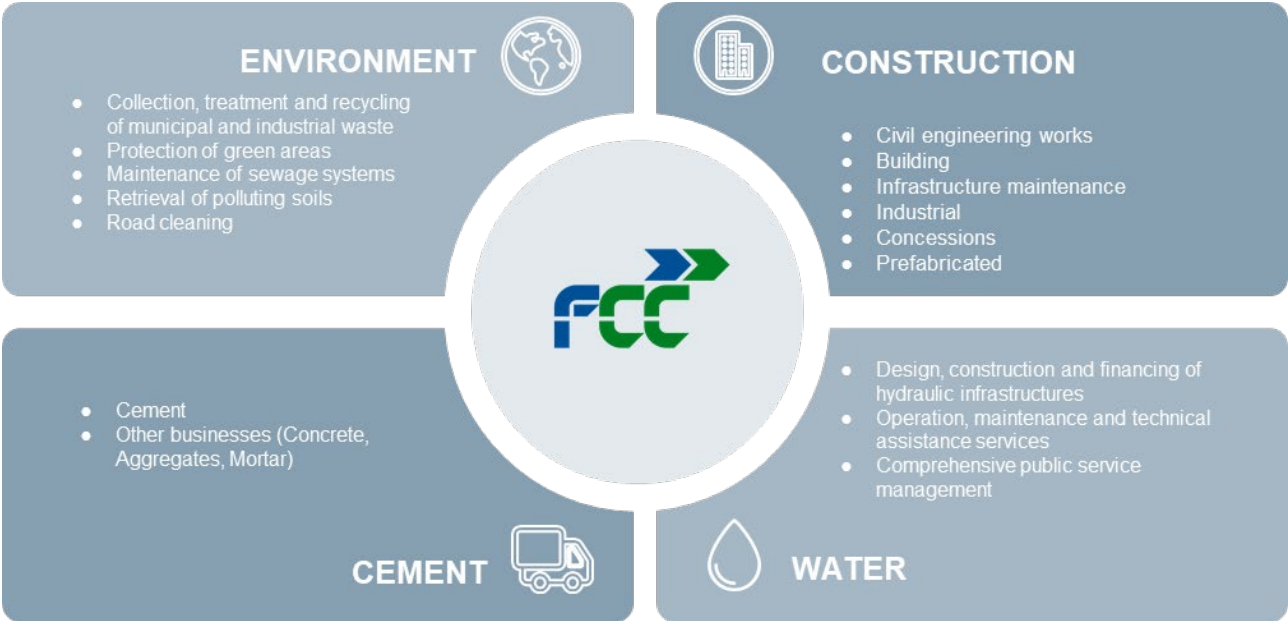 ENVIRONMENT
● Collection, treatment and recycling
of municipal and industrial waste
● Protection of green areas
● Maintenance of sewage systems
● Retrieval of polluting soils
● Road cleaning
CONSTRUCTION
● Civil engineering works
● Building
● Infrastructure maintenance
● Industrial
● Concessions
● Prefabricated
FCC
● Cement
● Other businesses (Concrete,
Aggregates, Mortar)
CEMENT
● Design, construction and financing of
hydraulic infrastructures
● Operation, maintenance and technical
assistance services
● Comprehensive public service
management
WATER